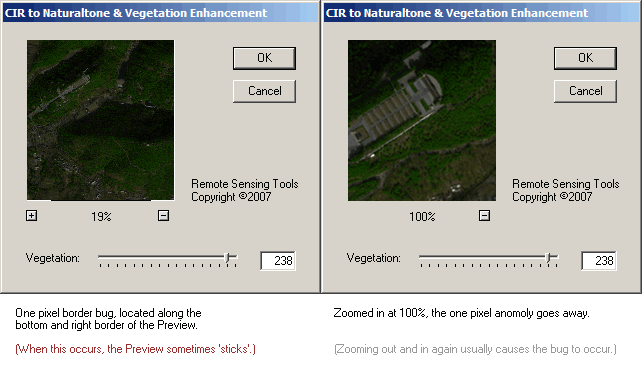 CIR to Naturaltone & Vegetation Enhancement
OK
Cancel
Remote Sensing Tools
Copyright ©2007
+ 19% −
Vegetation: 238
One pixel border bug, located along the
bottom and right border of the Preview.
(When this occurs, the Preview sometimes 'sticks'.)
CIR to Naturaltone & Vegetation Enhancement
OK
Cancel
Remote Sensing Tools
Copyright ©2007
100% −
Vegetation: 238
Zoomed in at 100%, the one pixel anomoly goes away.
(Zooming out and in again usually causes the bug to occur.)